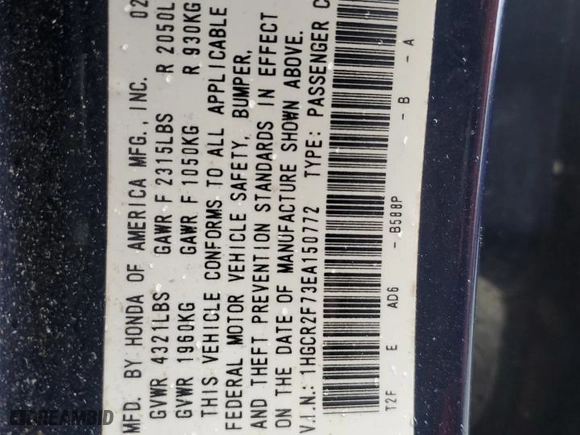 MFD. BY HONDA OF AMERICA MFG., INC. 02
GVWR 4321LBS GAWR F 2315LBS R 2050L
GVWR 1960KG GAWR F 1050KG R 930KG
THIS VEHICLE CONFORMS TO ALL APPLICABLE
FEDERAL MOTOR VEHICLE SAFETY, BUMPER,
AND THEFT PREVENTION STANDARDS IN EFFECT
ON THE DATE OF MANUFACTURE SHOWN ABOVE.
V.I.N.: 1HGCR2F73EA150772 TYPE: PASSENGER C
T2F E AD6 -B588P -B -A